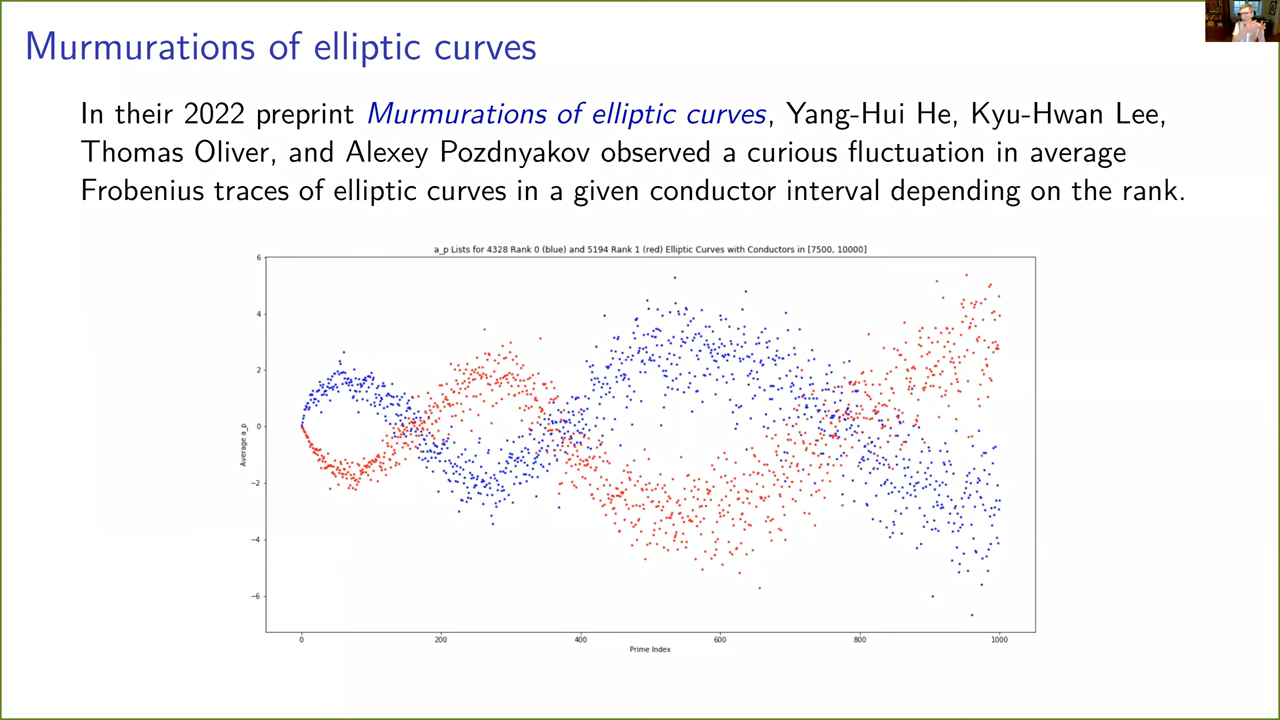 Murmurations of elliptic curves
In their 2022 preprint Murmurations of elliptic curves, Yang-Hui He, Kyu-Hwan Lee,
Thomas Oliver, and Alexey Pozdnyakov observed a curious fluctuation in average
Frobenius traces of elliptic curves in a given conductor interval depending on the rank.
a_p Lists for 4328 Rank 0 (blue) and 5194 Rank 1 (red) Elliptic Curves with Conductors in [7500, 10000]
6
4
2
0
−2
−4
−6
Average a_p
0 200 400 600 800 1000
Prime Index